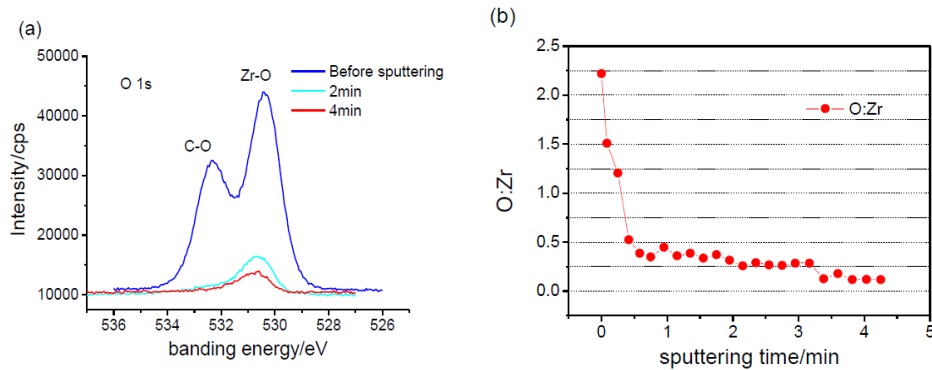 (a)
50000
40000
30000
20000
10000
Intensity/cps
O 1s
Zr-O
C-O
Before sputtering
2min
4min
536 534 532 530 528 526
banding energy/eV
(b)
2.5
2.0
1.5
1.0
0.5
0.0
O:Zr
O:Zr
0 1 2 3 4 5
sputtering time/min